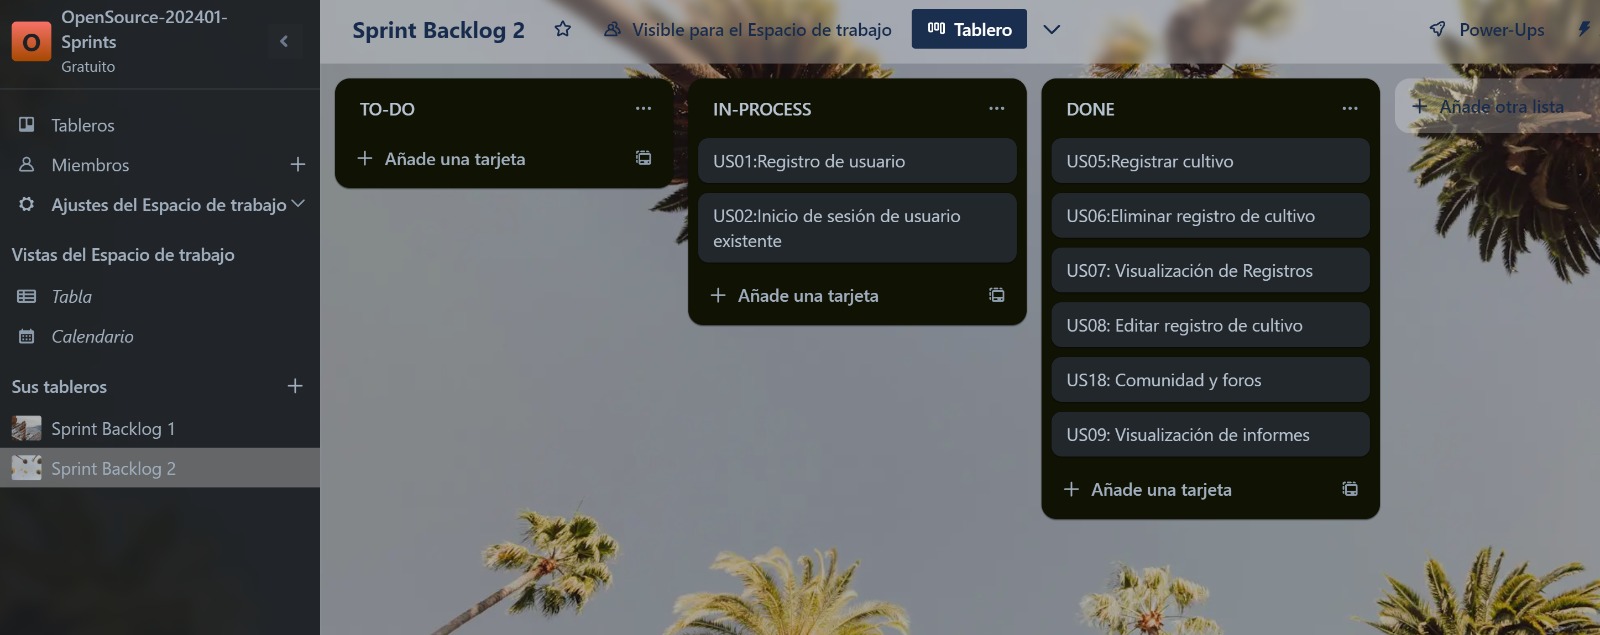 OpenSource-202401-
Sprints
O
Gratuito
Tableros
Miembros
Ajustes del Espacio de trabajo
Vistas del Espacio de trabajo
Tabla
Calendario
Sus tableros
Sprint Backlog 1
Sprint Backlog 2
Sprint Backlog 2
Visible para el Espacio de trabajo
Tablero
Power-Ups
TO-DO
Añade una tarjeta
IN-PROCESS
US01:Registro de usuario
US02:Inicio de sesión de usuario
existente
Añade una tarjeta
DONE
US05:Registrar cultivo
US06:Eliminar registro de cultivo
US07: Visualización de Registros
US08: Editar registro de cultivo
US18: Comunidad y foros
US09: Visualización de informes
Añade una tarjeta
Añade otra lista